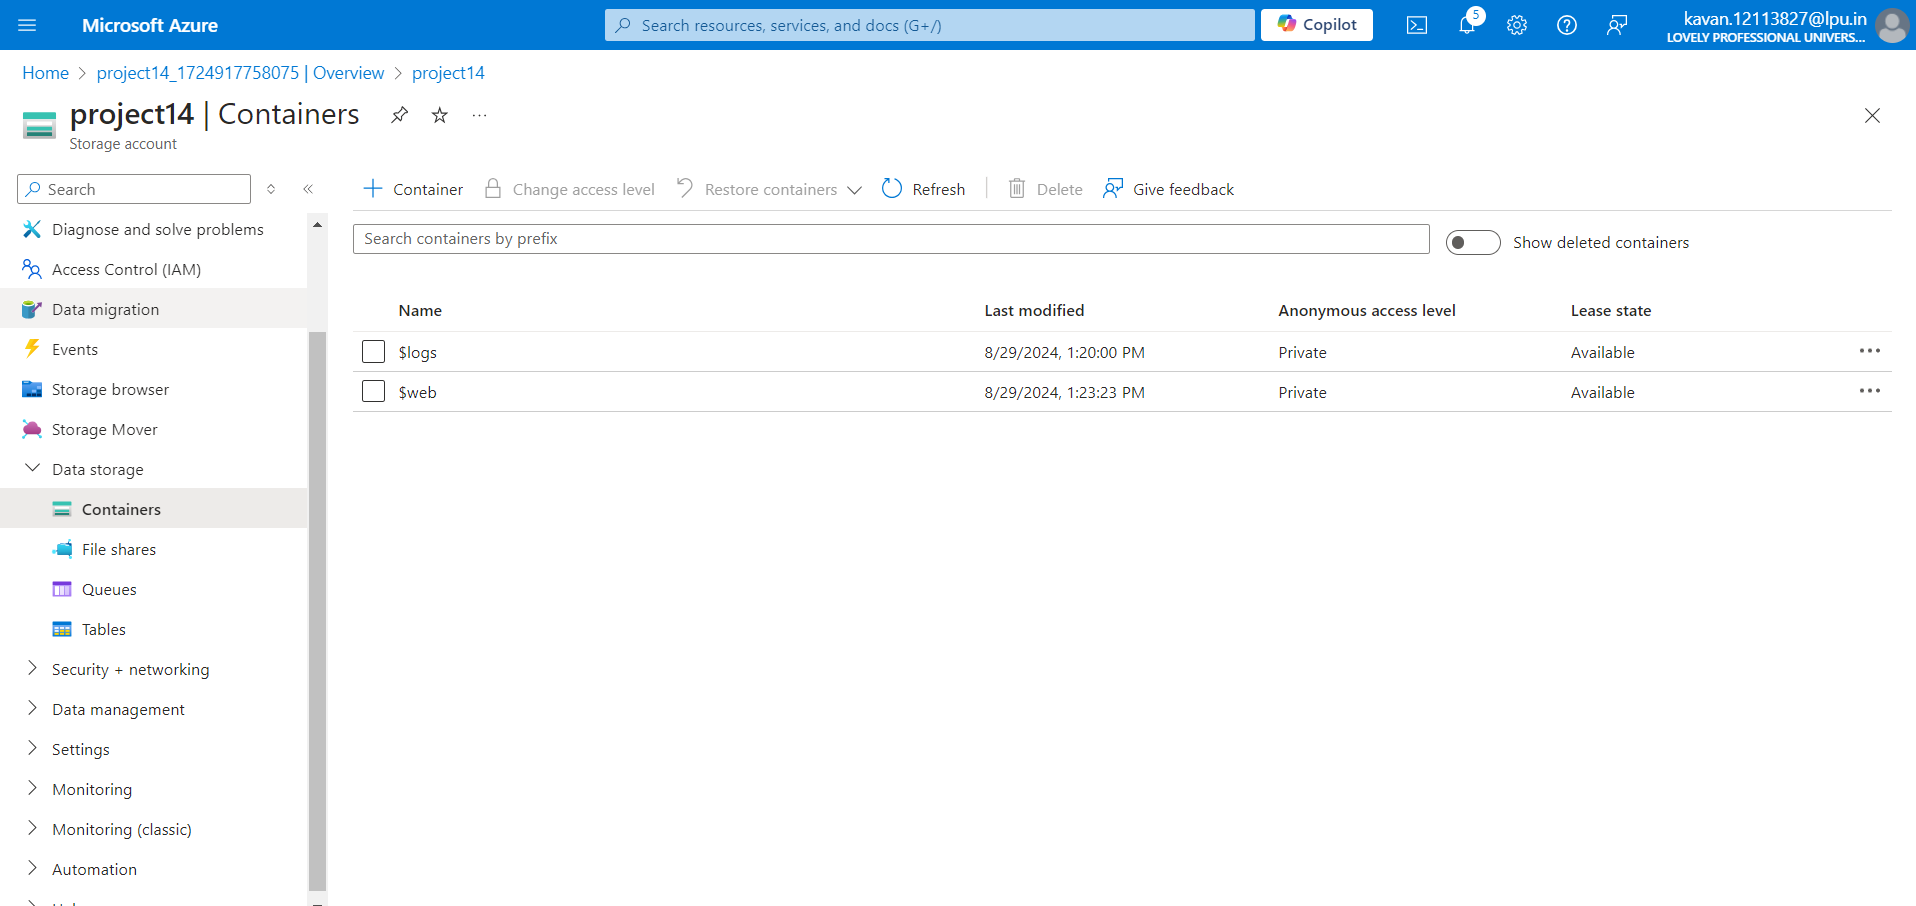 Microsoft Azure
Search resources, services, and docs (G+/)
Copilot
5
kavan.12113827@lpu.in
LOVELY PROFESSIONAL UNIVERS...
Home > project14_1724917758075 | Overview > project14
project14 | Containers
Storage account
Search
Diagnose and solve problems
Access Control (IAM)
Data migration
Events
Storage browser
Storage Mover
Data storage
Containers
File shares
Queues
Tables
Security + networking
Data management
Settings
Monitoring
Monitoring (classic)
Automation
Container
Change access level
Restore containers
Refresh
Delete
Give feedback
Search containers by prefix
Show deleted containers
Name Last modified Anonymous access level Lease state
$logs 8/29/2024, 1:20:00 PM Private Available
$web 8/29/2024, 1:23:23 PM Private Available